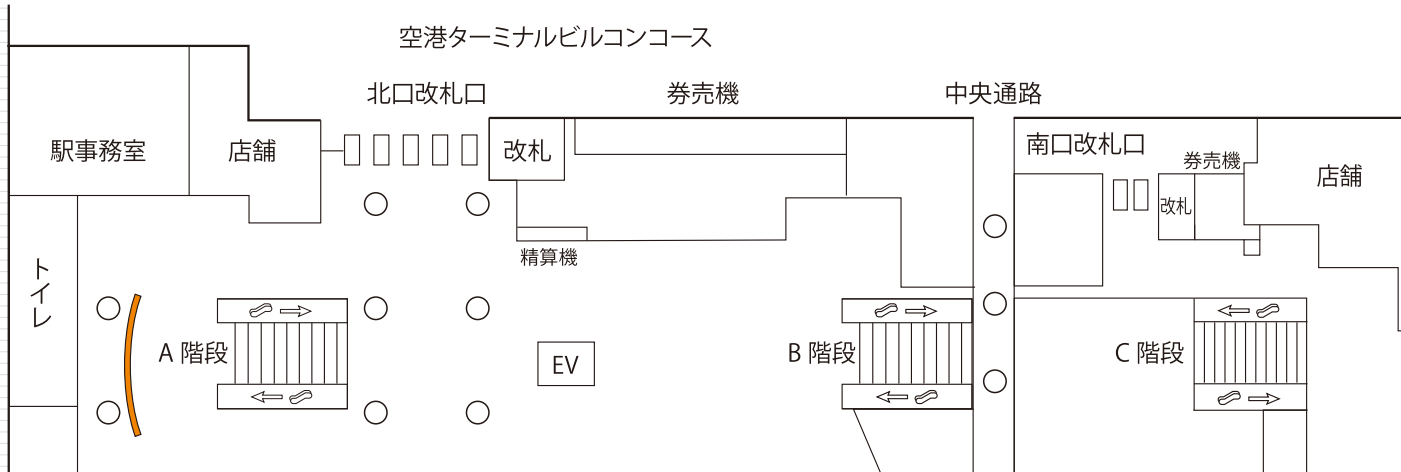 空港ターミナルビルコンコース
北口改札口
券売機
中央通路
駅事務室
店舗
改札
南口改札口
券売機
店舗
改札
精算機
トイレ
A 階段
EV
B 階段
C 階段